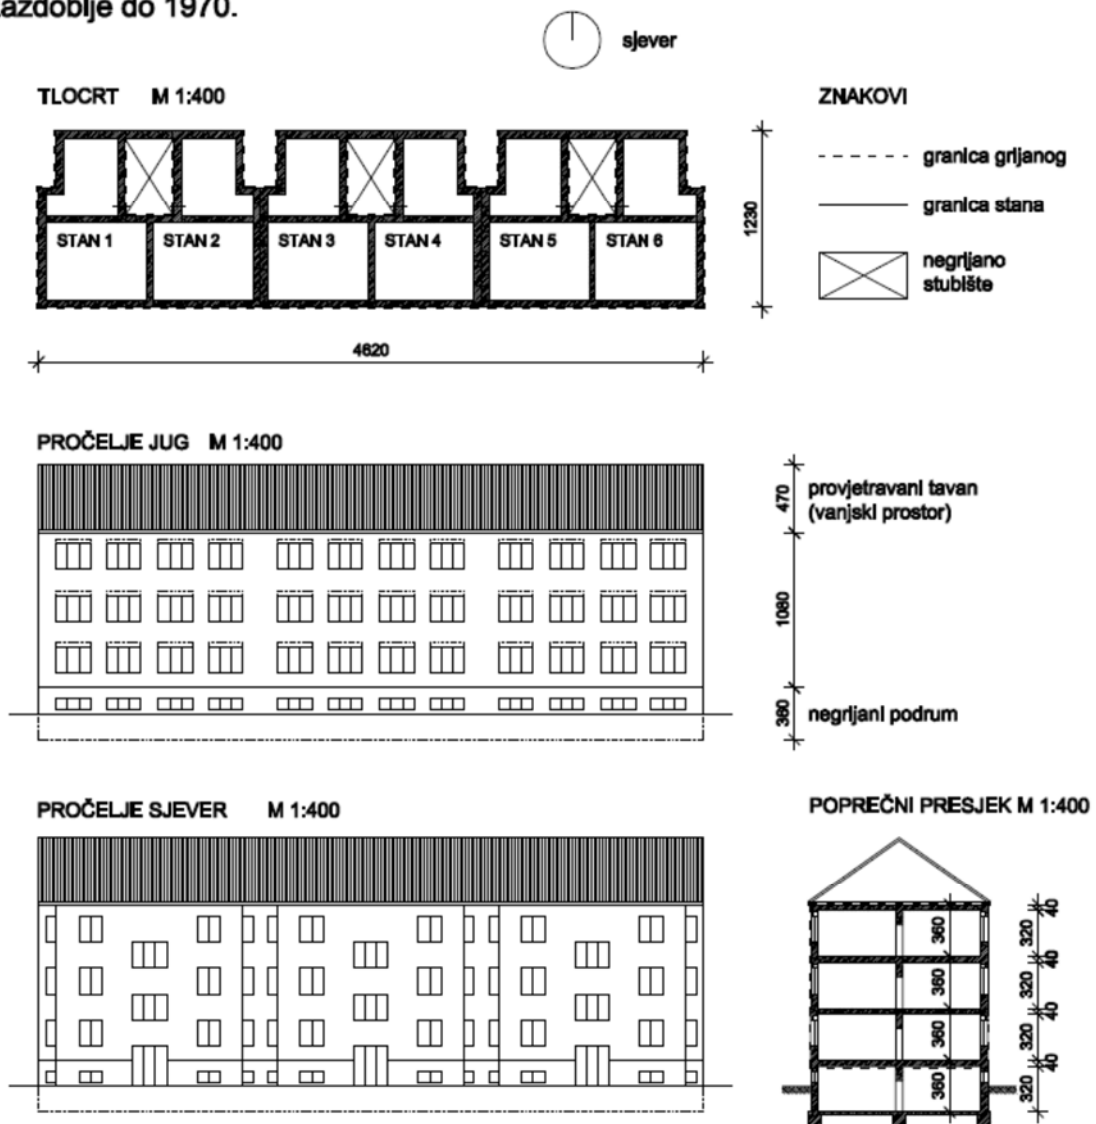 azdoblje do 1970.
sjever
TLOCRT M 1:400
ZNAKOVI
granica grijanog
granica stana
negrijano
stubište
STAN 1 STAN 2 STAN 3 STAN 4 STAN 5 STAN 6
1230
4620
PROČELJE JUG M 1:400
470
provjetravani tavan
(vanjski prostor)
1080
360
negrijani podrum
PROČELJE SJEVER M 1:400
POPREČNI PRESJEK M 1:400
40
360
320
40
360
320
40
360
320
40
360
320